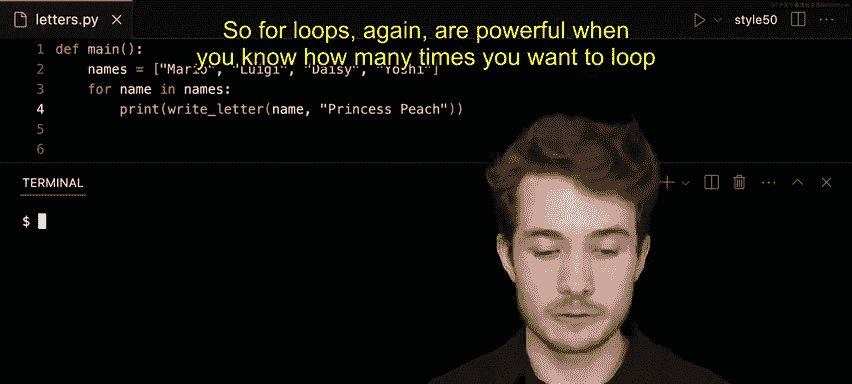 So for loops, again, are powerful when
you know how many times you want to loop
letters.py
style50
1 def main():
2 names = ["Mario", "Luigi", "Daisy", "Yoshi"]
3 for name in names:
4 print(write_letter(name, "Princess Peach"))
5
6
TERMINAL
$